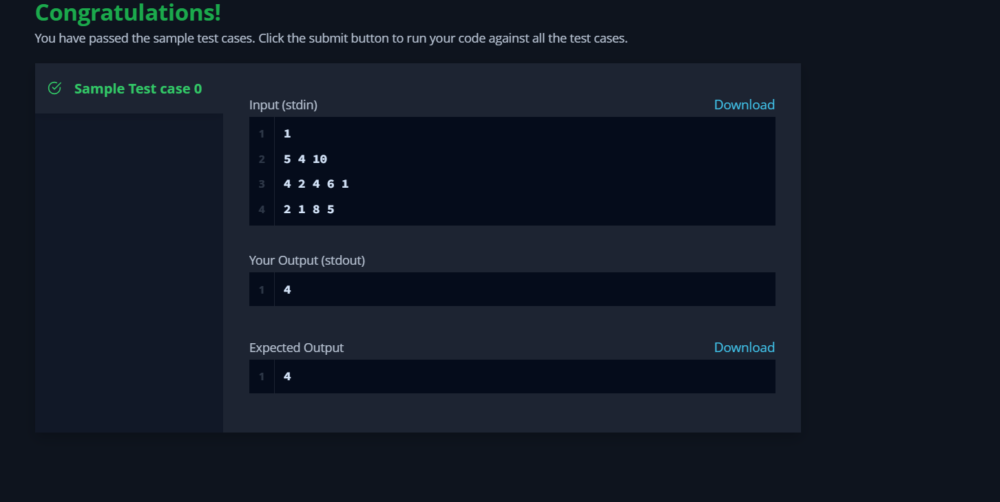 Congratulations!
You have passed the sample test cases. Click the submit button to run your code against all the test cases.
Sample Test case 0
Input (stdin)
Download
1 1
2 5 4 10
3 4 2 4 6 1
4 2 1 8 5
Your Output (stdout)
1 4
Expected Output
Download
1 4